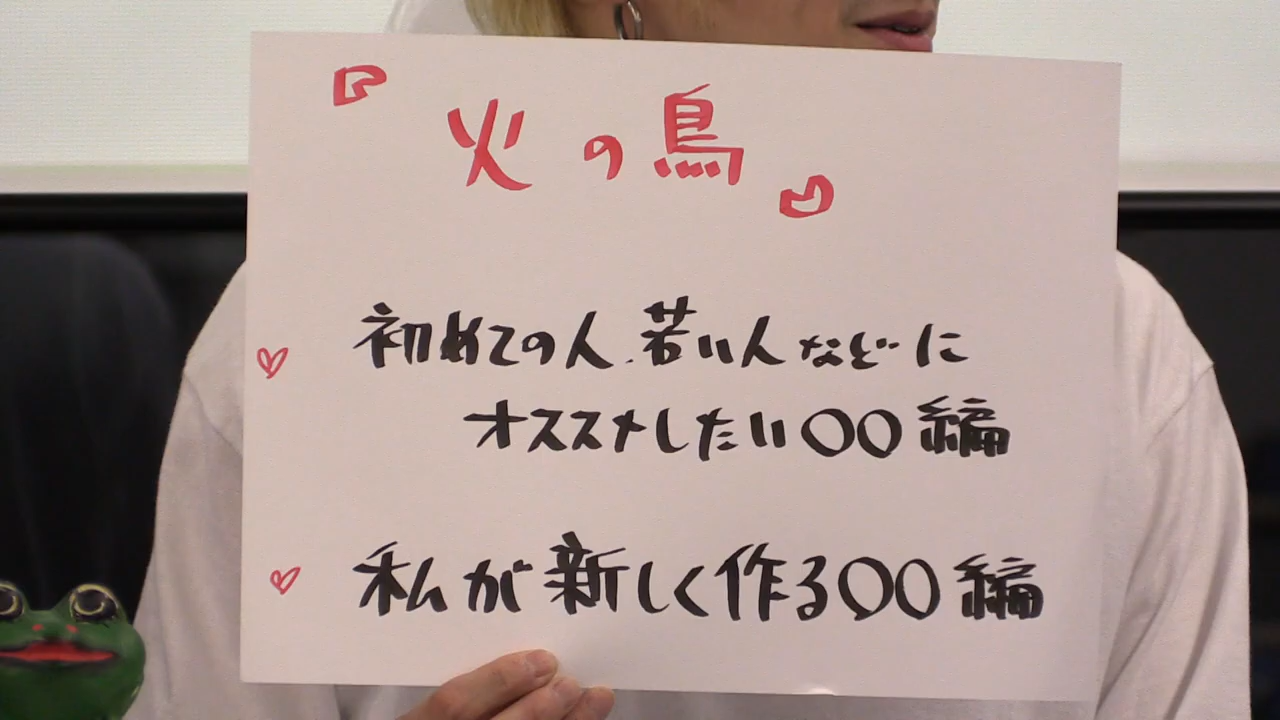 『火の鳥』
♡ 初めての人、若い人などに
オススメしたい〇〇編
♡ 私が新しく作る〇〇編